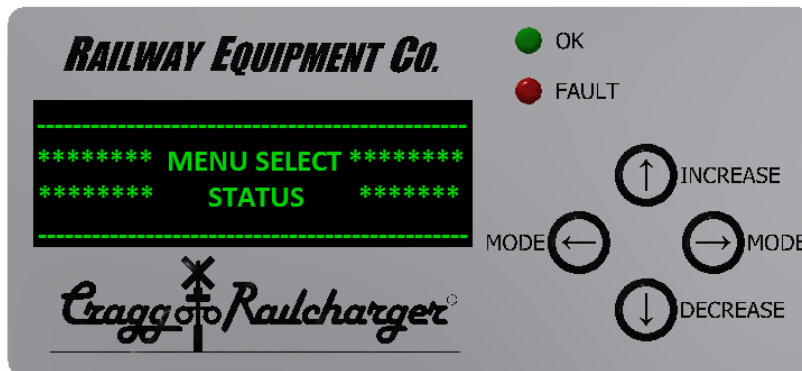 RAILWAY EQUIPMENT CO.
OK
FAULT
------------------------------------------------
******** MENU SELECT ********
******** STATUS *******
------------------------------------------------
↑ INCREASE
MODE ← → MODE
↓ DECREASE
Cragg Railcharger